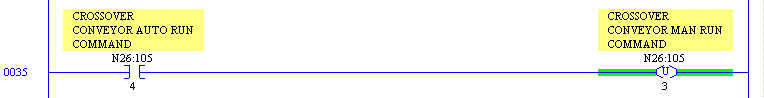 CROSSOVER
CONVEYOR AUTO RUN
COMMAND
N26:105
4
CROSSOVER
CONVEYOR MAN RUN
COMMAND
N26:105
U
3
0035